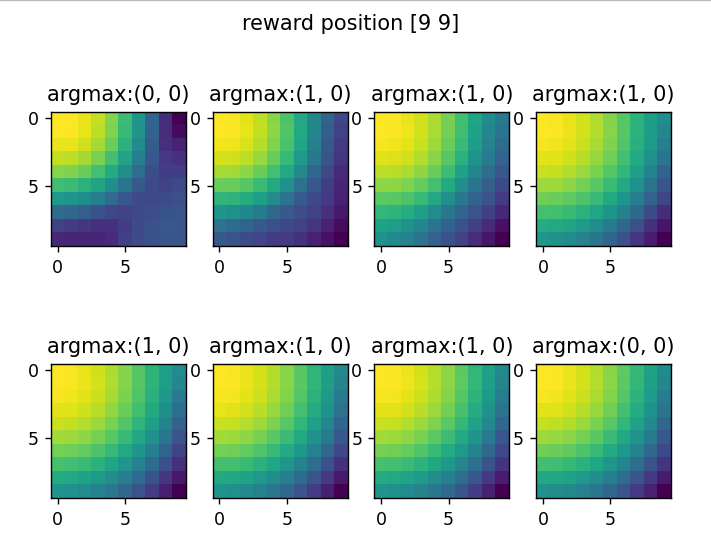 reward position [9 9]
argmax:(0, 0) argmax:(1, 0) argmax:(1, 0) argmax:(1, 0)
0 0 0 0
5 5 5 5
0 5 0 5 0 5 0 5
argmax:(1, 0) argmax:(1, 0) argmax:(1, 0) argmax:(0, 0)
0 0 0 0
5 5 5 5
0 5 0 5 0 5 0 5